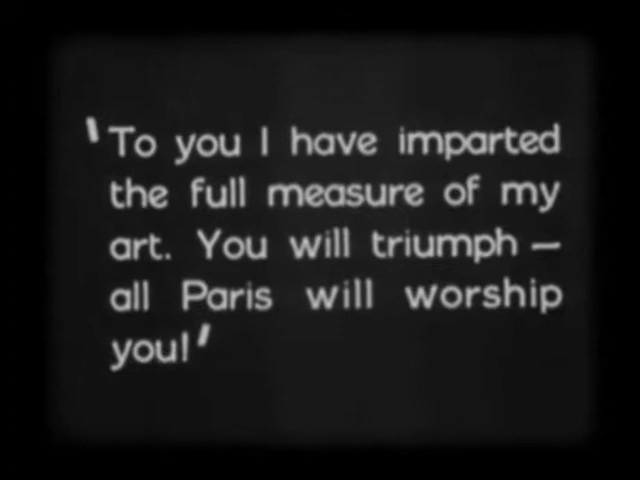 'To you I have imparted
the full measure of my
art. You will triumph —
all Paris will worship
you!'